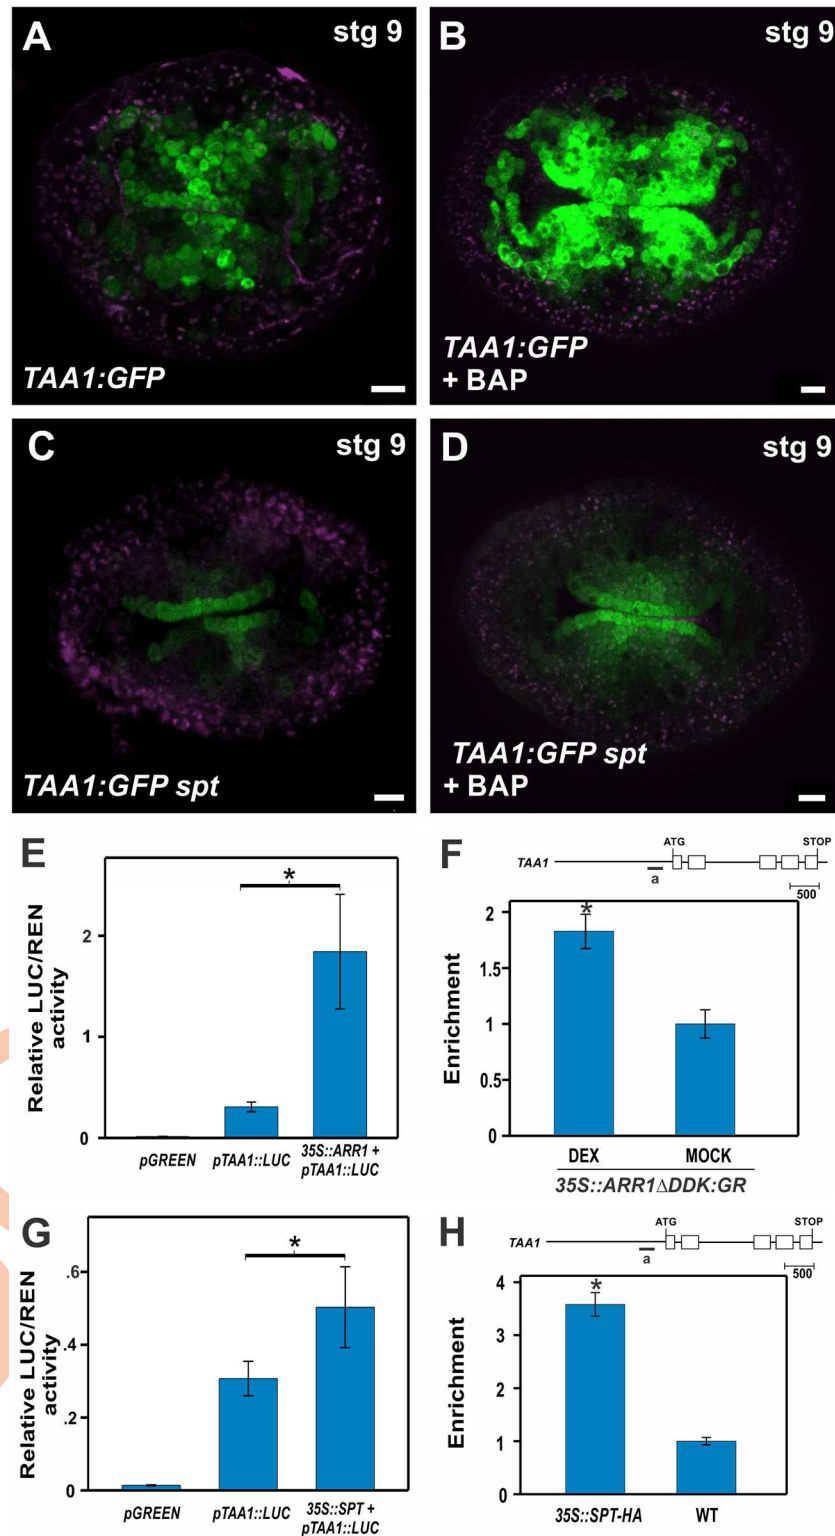 A stg 9
B stg 9
TAA1:GFP
TAA1:GFP
+ BAP
C stg 9
D stg 9
TAA1:GFP spt
TAA1:GFP spt
+ BAP
E
*
Relative LUC/REN
activity
2
1
0
pGREEN
pTAA1::LUC
35S::ARR1 +
pTAA1::LUC
F
ATG STOP
TAA1
a
500
*
Enrichment
2
1.5
1
0.5
0
DEX MOCK
35S::ARR1ΔDDK:GR
G
*
Relative LUC/REN
activity
.6
.4
.2
0
pGREEN
pTAA1::LUC
35S::SPT +
pTAA1::LUC
H
ATG STOP
TAA1
a
500
*
Enrichment
4
3
2
1
0
35S::SPT-HA WT